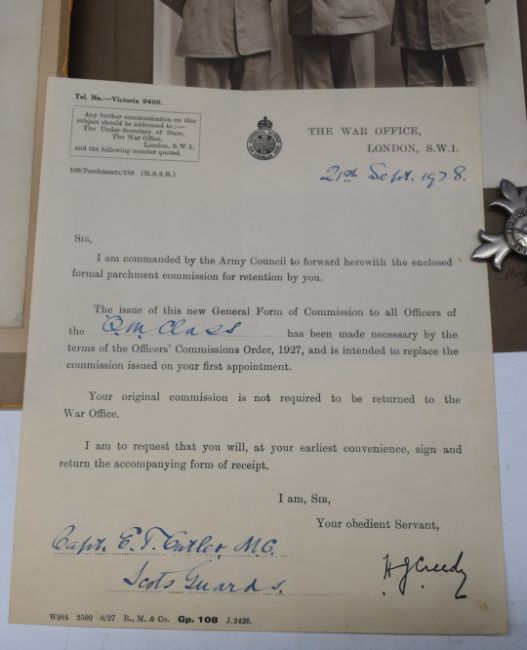 Tel. No.—Victoria 9400.
Any further communication on this
subject should be addressed to :—
The Under-Secretary of State,
The War Office,
London, S.W.1,
and the following number quoted.
100/Parchments/182 (M.S.2.B.)
THE WAR OFFICE,
LONDON, S.W.1.
21st Sept. 1928.
SIR,
I am commanded by the Army Council to forward herewith the enclosed
formal parchment commission for retention by you.
The issue of this new General Form of Commission to all Officers of
the Q.M. Class has been made necessary by the
terms of the Officers' Commissions Order, 1927, and is intended to replace the
commission issued on your first appointment.
Your original commission is not required to be returned to the
War Office.
I am to request that you will, at your earliest convenience, sign and
return the accompanying form of receipt.
I am, SIR,
Your obedient Servant,
Capt. E. T. Cutler, M.C.
Scots Guards.
H J Creedy
W984 2500 8/27 B., M. & Co. Gp. 108 J.2426.